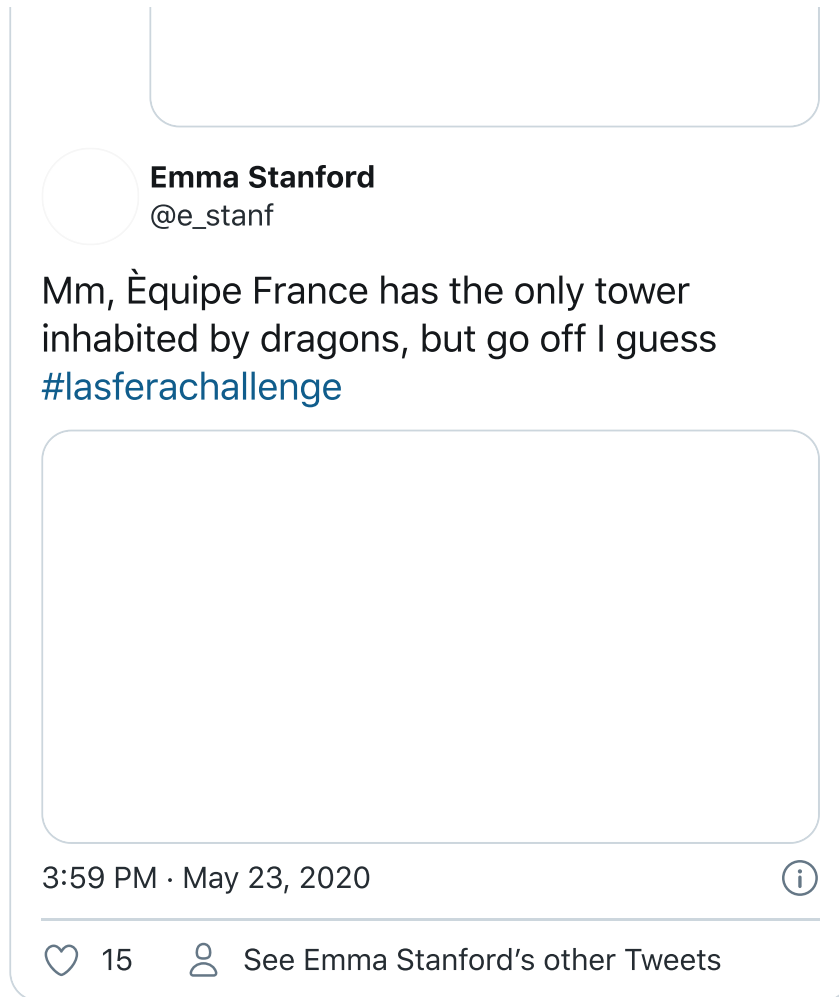 Emma Stanford
@e_stanf
Mm, Èquipe France has the only tower
inhabited by dragons, but go off I guess
#lasferachallenge
3:59 PM · May 23, 2020
15 See Emma Stanford’s other Tweets